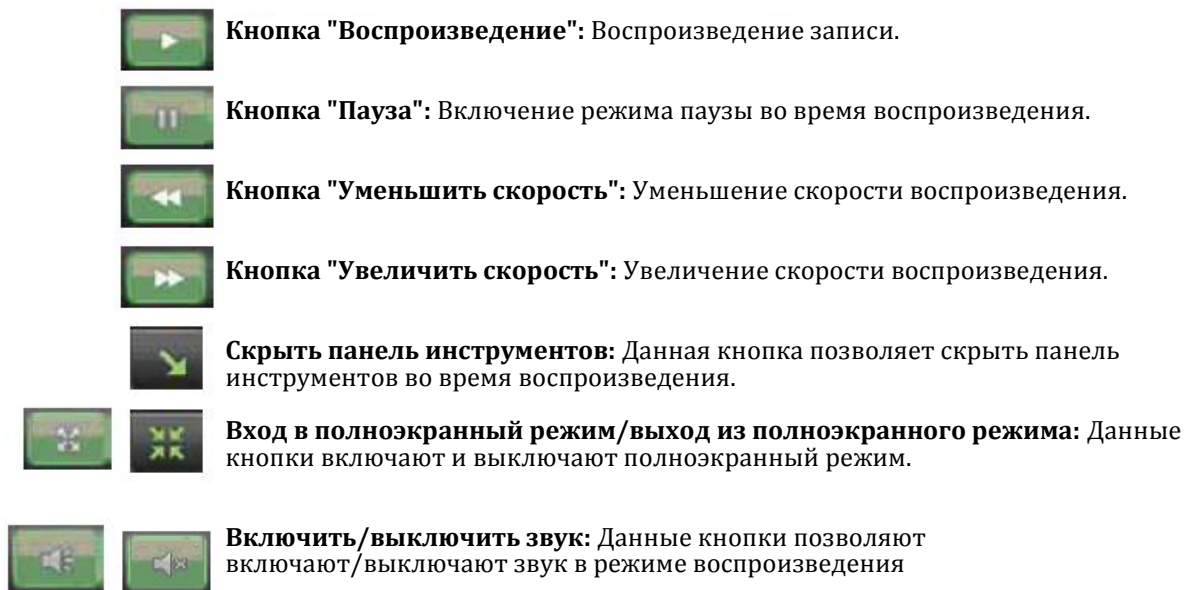 Кнопка "Воспроизведение": Воспроизведение записи.
Кнопка "Пауза": Включение режима паузы во время воспроизведения.
Кнопка "Уменьшить скорость": Уменьшение скорости воспроизведения.
Кнопка "Увеличить скорость": Увеличение скорости воспроизведения.
Скрыть панель инструментов: Данная кнопка позволяет скрыть панель
инструментов во время воспроизведения.
Вход в полноэкранный режим/выход из полноэкранного режима: Данные
кнопки включают и выключают полноэкранный режим.
Включить/выключить звук: Данные кнопки позволяют
включают/выключают звук в режиме воспроизведения